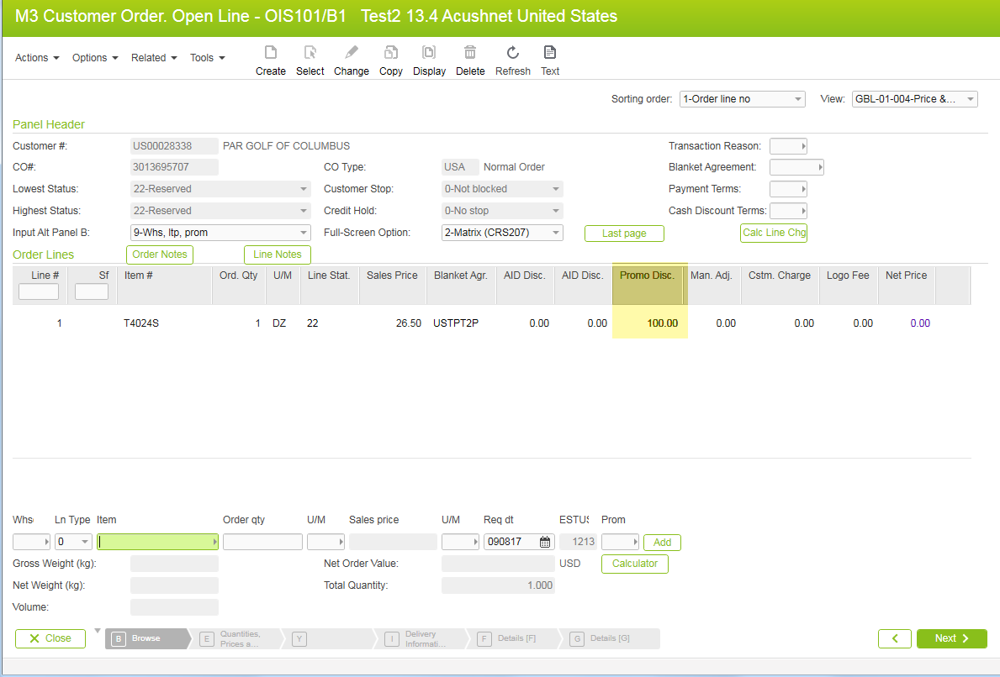 M3 Customer Order. Open Line - OIS101/B1 Test2 13.4 Acushnet United States
Actions Options Related Tools Create Select Change Copy Display Delete Refresh Text
Sorting order: 1-Order line no View: GBL-01-004-Price &...
Panel Header
Customer #: US00028338 PAR GOLF OF COLUMBUS Transaction Reason:
CO#: 3013695707 CO Type: USA Normal Order Blanket Agreement:
Lowest Status: 22-Reserved Customer Stop: 0-Not blocked Payment Terms:
Highest Status: 22-Reserved Credit Hold: 0-No stop Cash Discount Terms:
Input Alt Panel B: 9-Whs, ltp, prom Full-Screen Option: 2-Matrix (CRS207) Last page Calc Line Chg
Order Lines Order Notes Line Notes
Line # Sf Item # Ord. Qty U/M Line Stat. Sales Price Blanket Agr. AID Disc. AID Disc. Promo Disc. Man. Adj. Cstm. Charge Logo Fee Net Price
1 T4024S 1 DZ 22 26.50 USTPT2P 0.00 0.00 100.00 0.00 0.00 0.00 0.00
Whs Ln Type Item Order qty U/M Sales price U/M Req dt ESTUS Prom
0 090817 1213 Add
Gross Weight (kg): Net Order Value: USD Calculator
Net Weight (kg): Total Quantity: 1.000
Volume:
Close B Browse E Quantities, Prices a... Y I Delivery Informati... F Details [F] G Details [G] Next